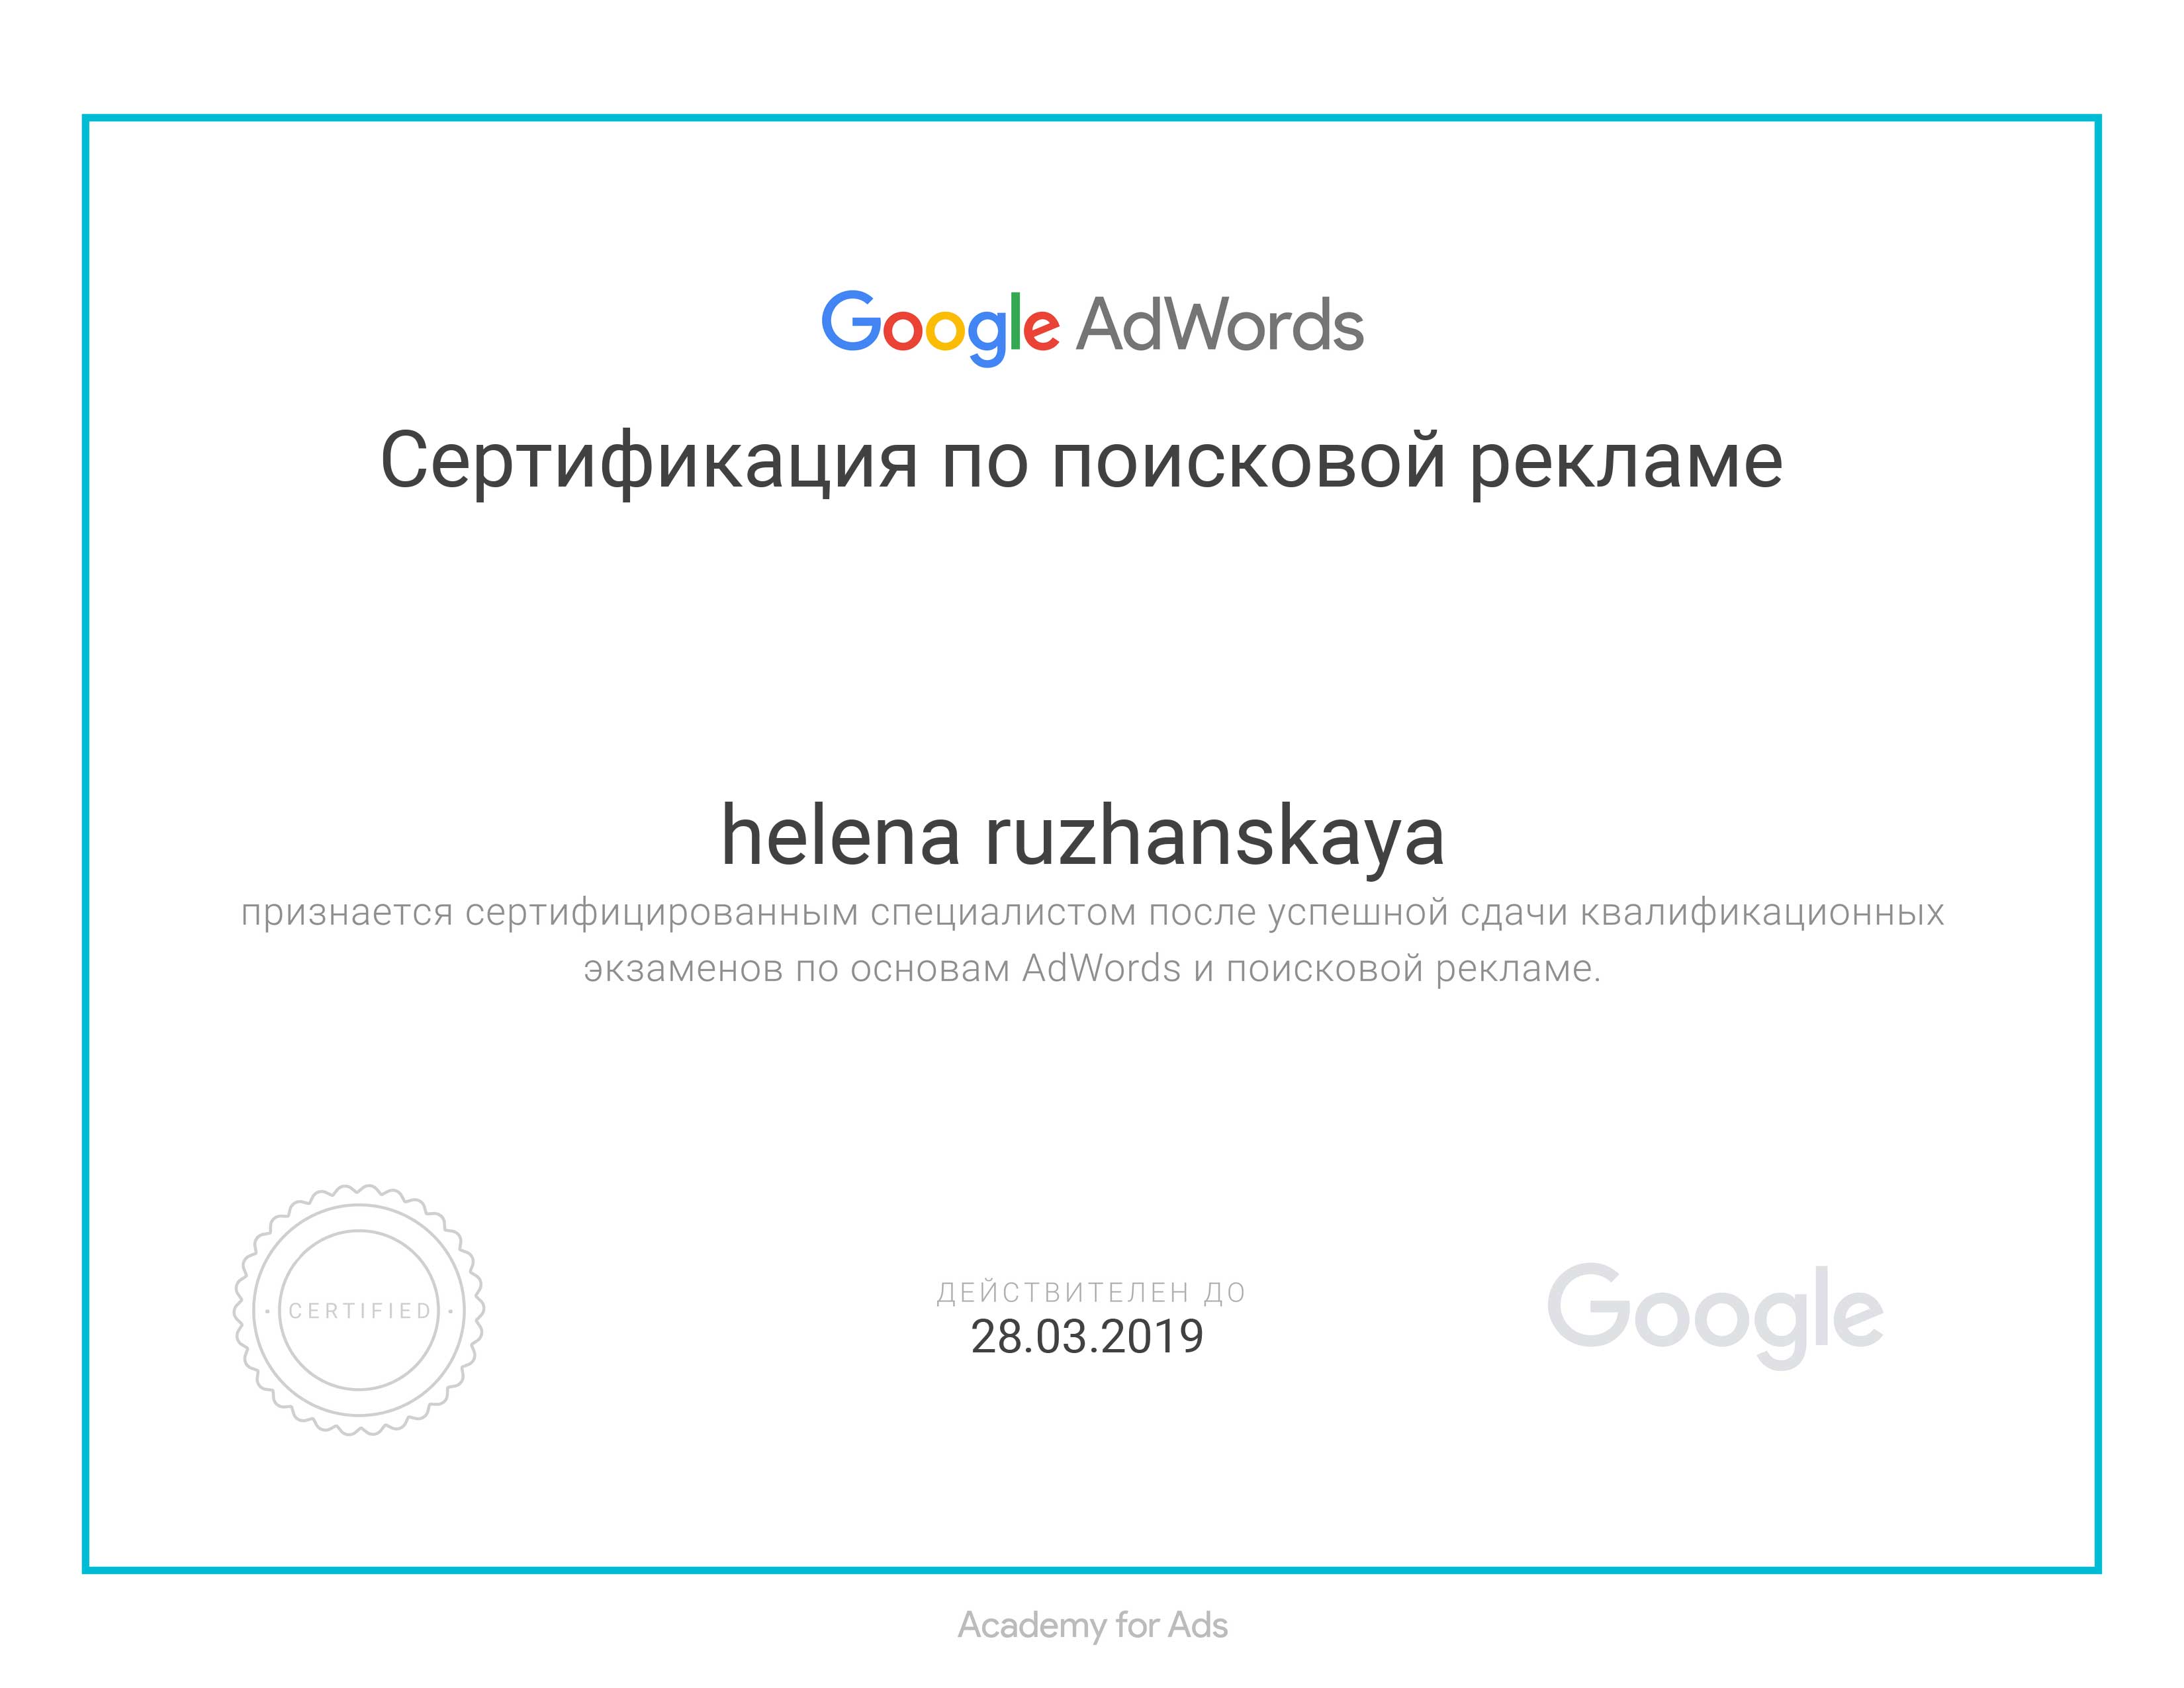 Google AdWords
Сертификация по поисковой рекламе
helena ruzhanskaya
признается сертифицированным специалистом после успешной сдачи квалификационных
экзаменов по основам AdWords и поисковой рекламе.
· CERTIFIED ·
ДЕЙСТВИТЕЛЕН ДО
28.03.2019
Google
Academy for Ads